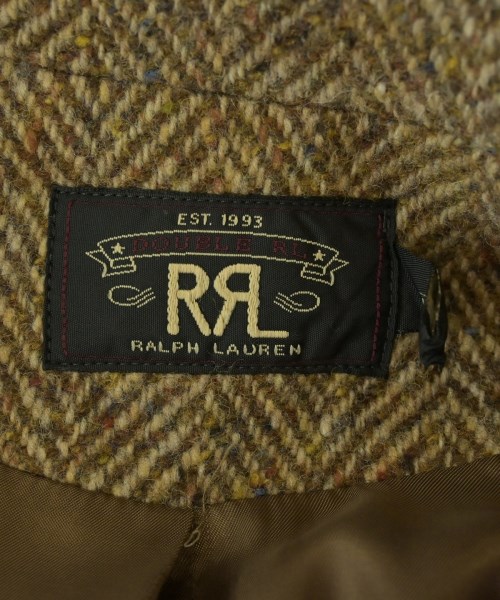 EST. 1993
DOUBLE RL
RRL
RALPH LAUREN